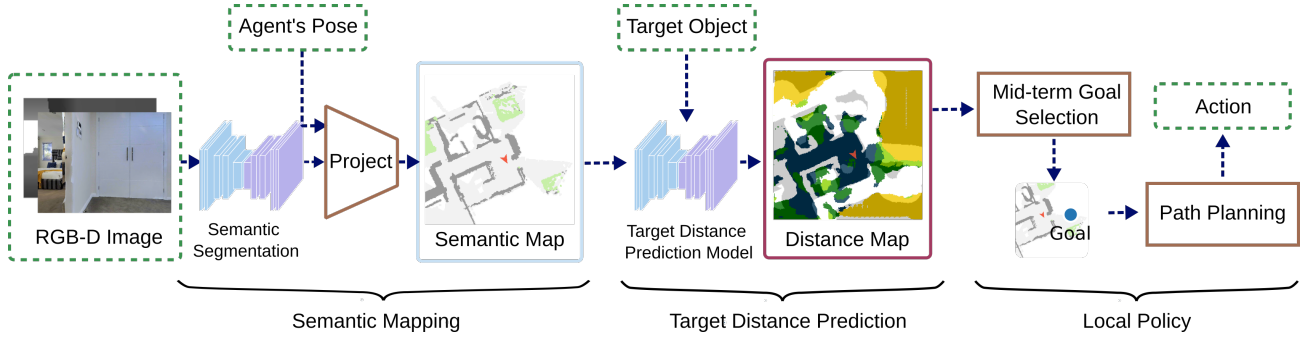 Agent's Pose
Target Object
RGB-D Image
Semantic
Segmentation
Project
Semantic Map
Target Distance
Prediction Model
Distance Map
Mid-term Goal
Selection
Action
Goal
Path Planning
Semantic Mapping
Target Distance Prediction
Local Policy